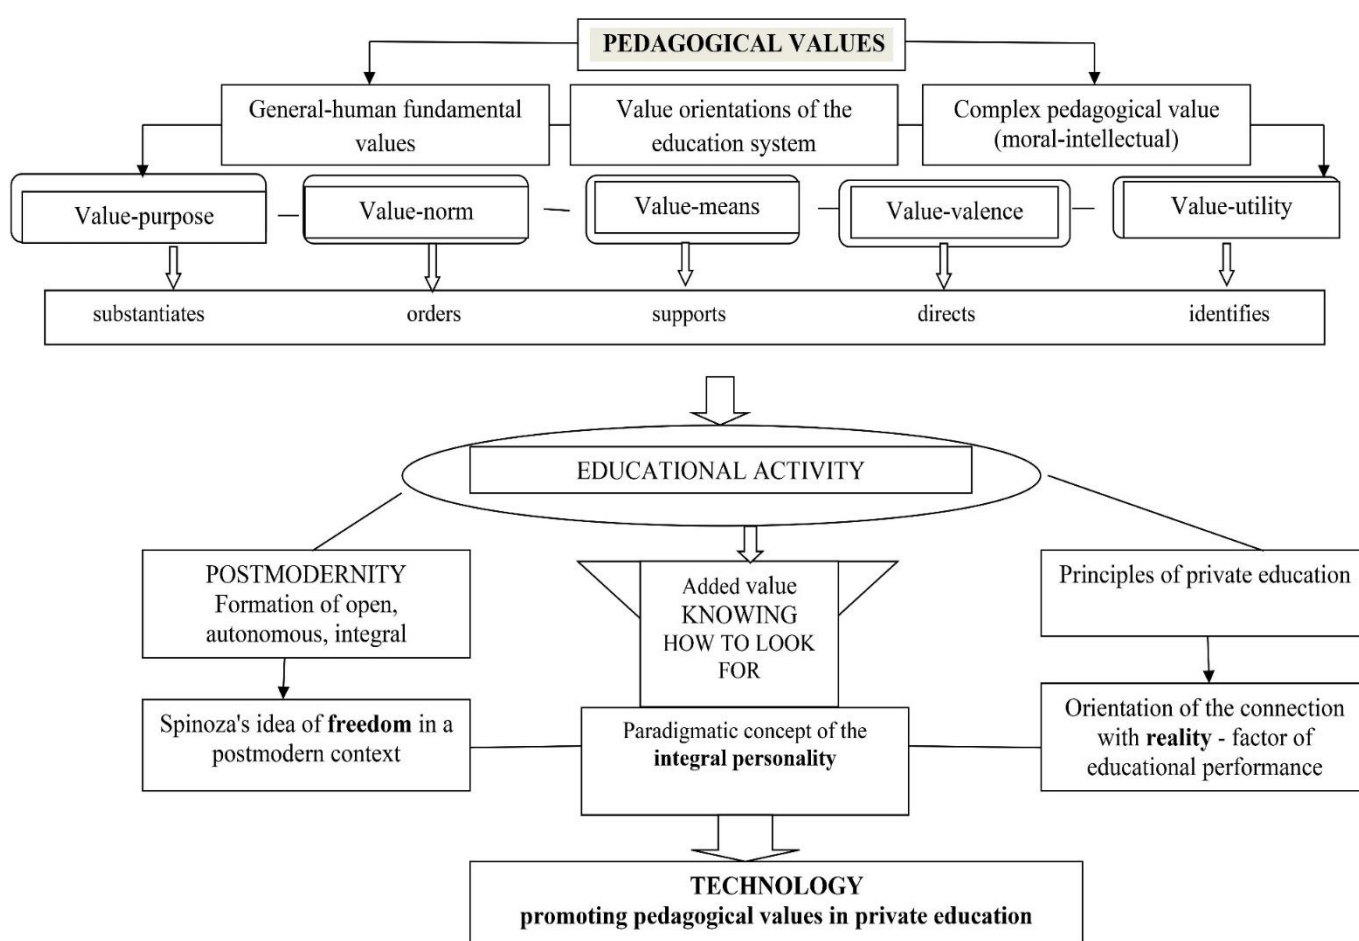 PEDAGOGICAL VALUES
General-human fundamental
values
Value orientations of the
education system
Complex pedagogical value
(moral-intellectual)
Value-purpose
Value-norm
Value-means
Value-valence
Value-utility
substantiates
orders
supports
directs
identifies
EDUCATIONAL ACTIVITY
POSTMODERNITY
Formation of open,
autonomous, integral
Added value
KNOWING
HOW TO LOOK
FOR
Principles of private education
Spinoza's idea of freedom in a
postmodern context
Paradigmatic concept of the
integral personality
Orientation of the connection
with reality - factor of
educational performance
TECHNOLOGY
promoting pedagogical values in private education